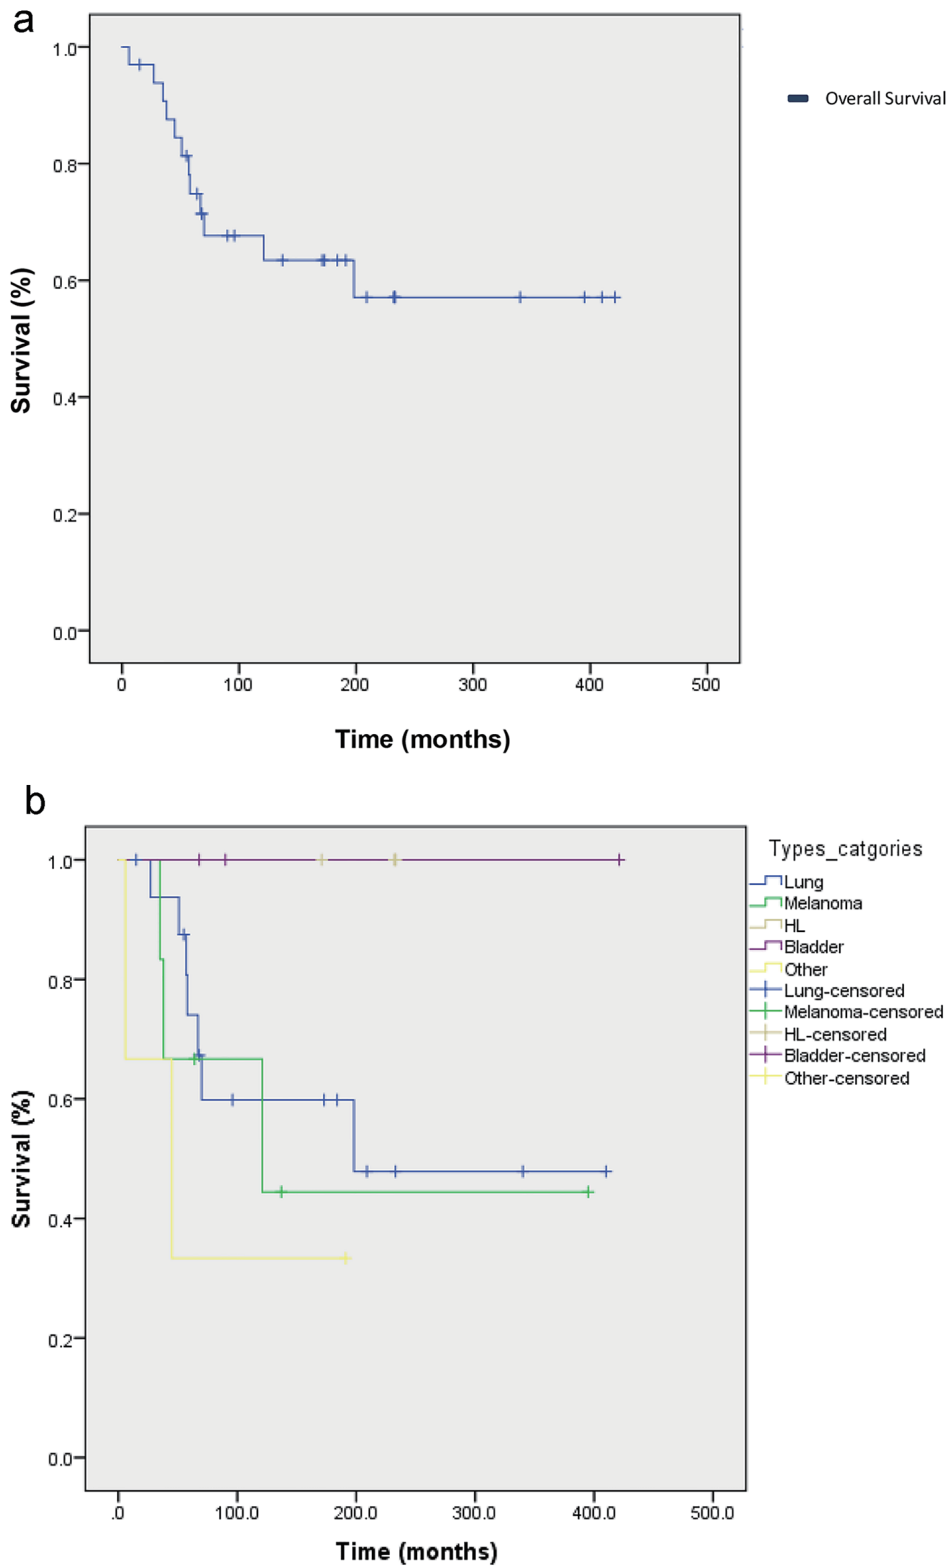 a
1.0
0.8
0.6
0.4
0.2
0.0
Survival (%)
0 100 200 300 400 500
Time (months)
Overall Survival
b
1.0
0.8
0.6
0.4
0.2
0.0
Survival (%)
.0 100.0 200.0 300.0 400.0 500.0
Time (months)
Types_catgories
Lung
Melanoma
HL
Bladder
Other
Lung-censored
Melanoma-censored
HL-censored
Bladder-censored
Other-censored